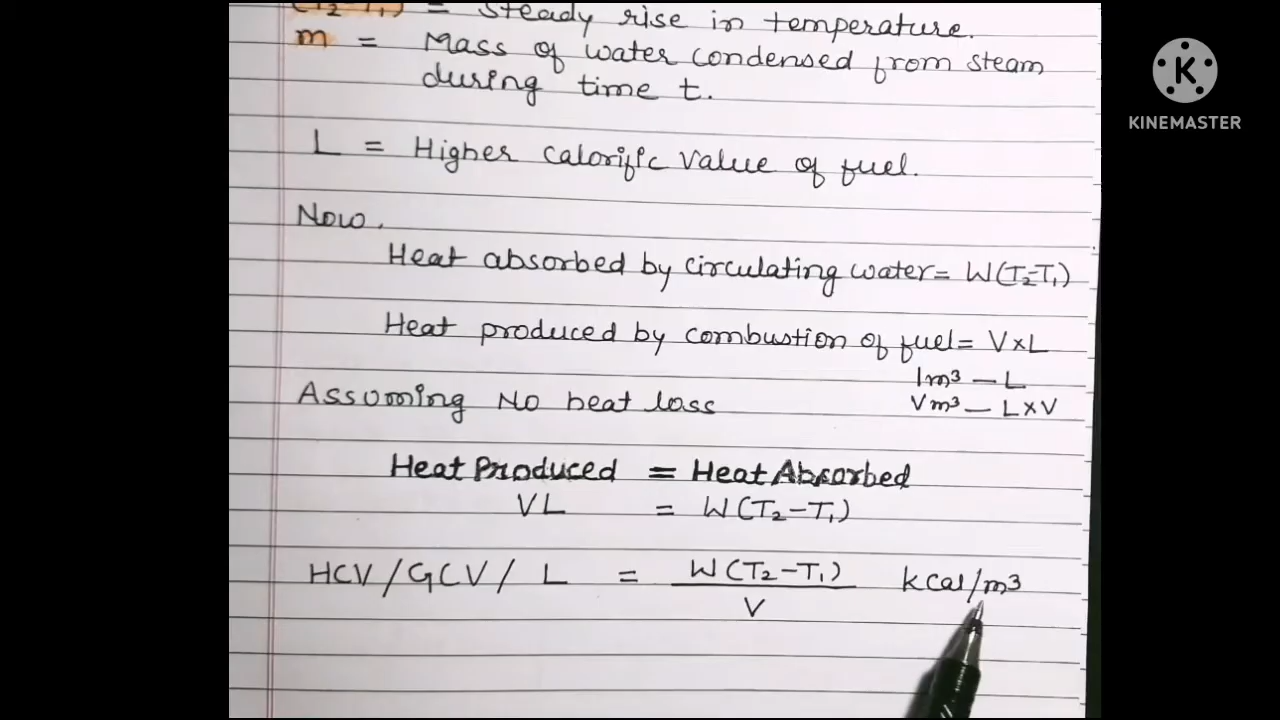 (T₂-T₁) = Steady rise in temperature.
m = Mass of water condensed from steam
during time t.
L = Higher calorific value of fuel.
Now,
Heat absorbed by circulating water = W(T₂-T₁)
Heat produced by combustion of fuel = V×L
1m³ — L
Assuming No heat loss
Vm³ — L×V
Heat Produced = Heat Absorbed
VL = W(T₂-T₁)
HCV/GCV/ L = W(T₂-T₁) / V kcal/m³
K
KINEMASTER